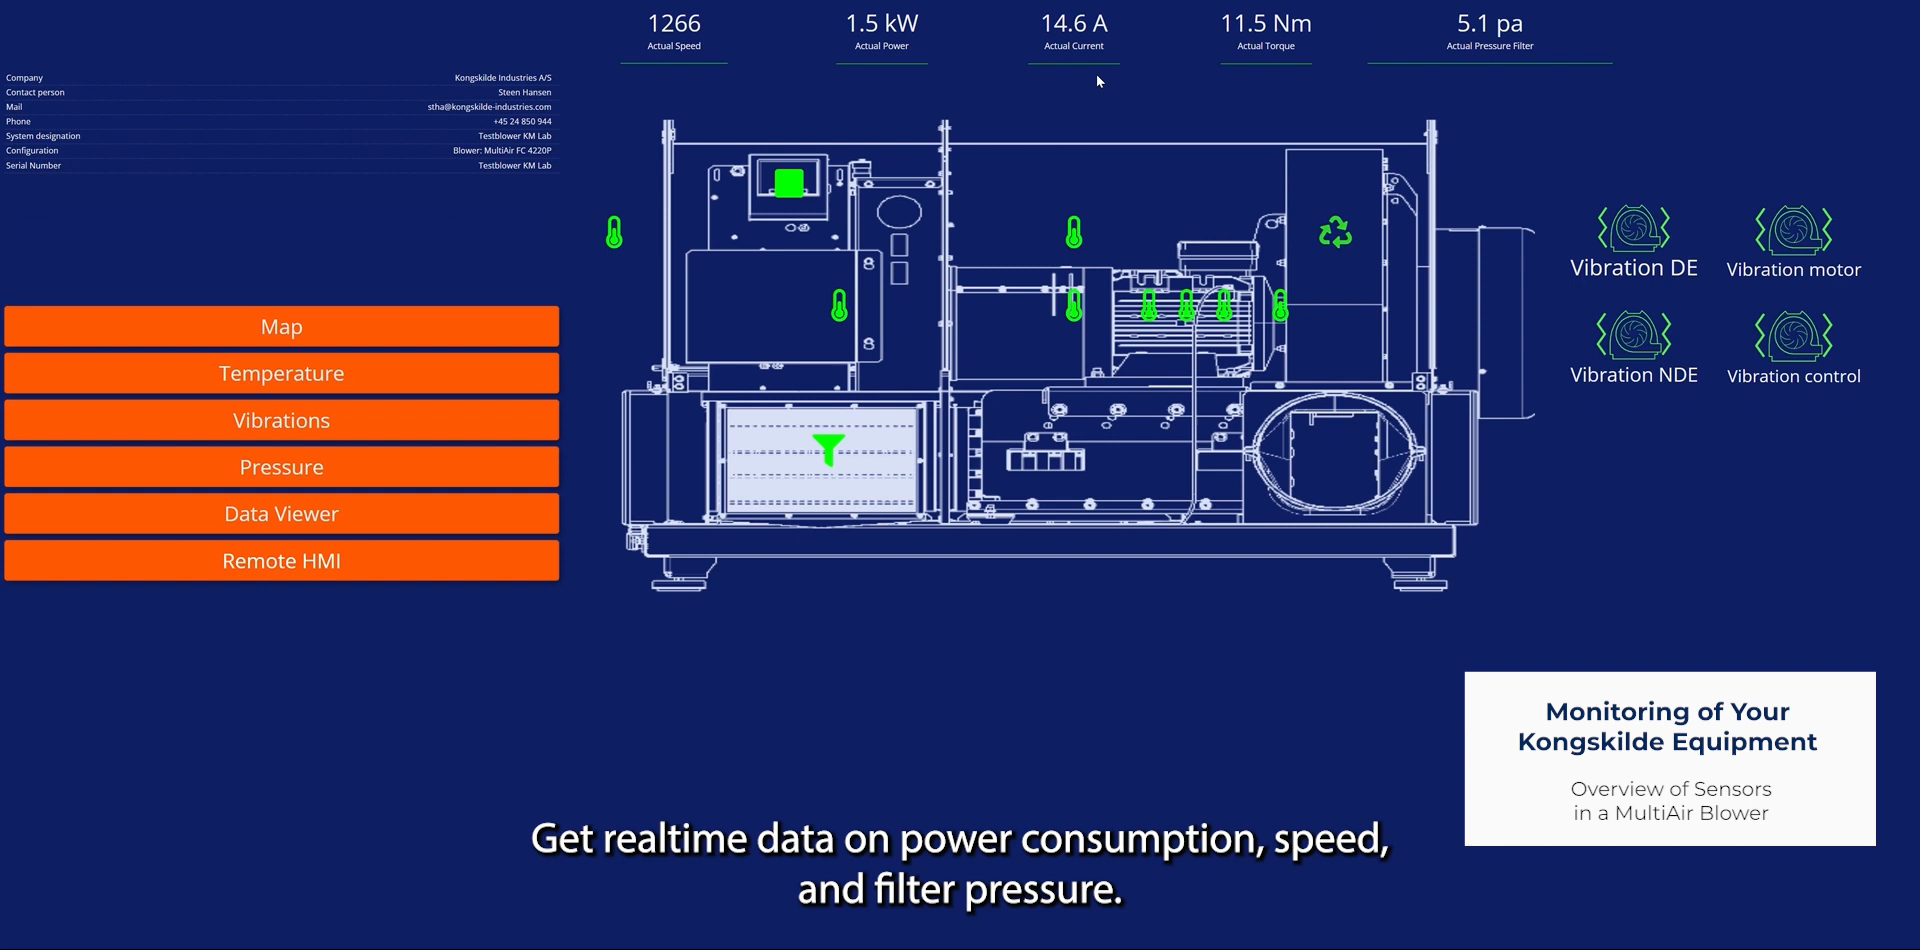 1266
Actual Speed
1.5 kW
Actual Power
14.6 A
Actual Current
11.5 Nm
Actual Torque
5.1 pa
Actual Pressure Filter
Company Kongskilde Industries A/S
Contact person Steen Hansen
Mail stha@kongskilde-industries.com
Phone +45 24 850 944
System designation Testblower KM Lab
Configuration Blower: MultiAir FC 4220P
Serial Number Testblower KM Lab
Map
Temperature
Vibrations
Pressure
Data Viewer
Remote HMI
Vibration DE
Vibration motor
Vibration NDE
Vibration control
Monitoring of Your
Kongskilde Equipment
Overview of Sensors
in a MultiAir Blower
Get realtime data on power consumption, speed,
and filter pressure.